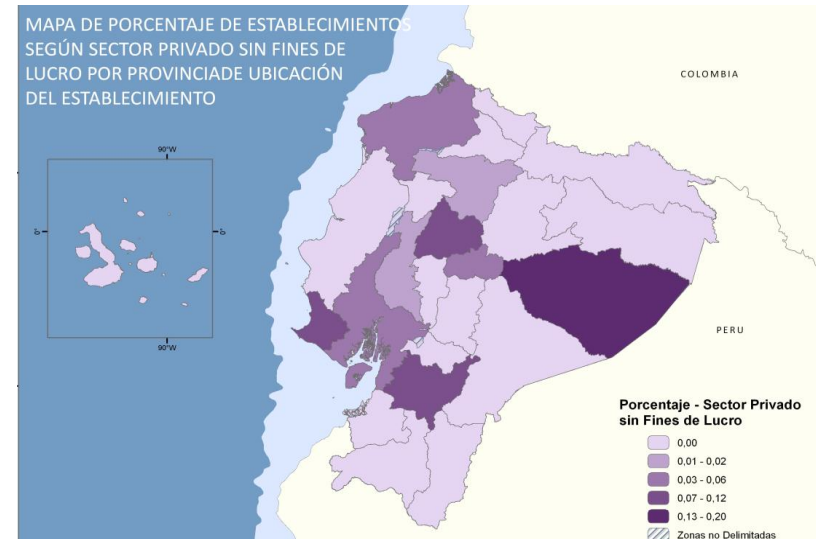 MAPA DE PORCENTAJE DE ESTABLECIMIENTOS
SEGÚN SECTOR PRIVADO SIN FINES DE
LUCRO POR PROVINCIADE UBICACIÓN
DEL ESTABLECIMIENTO
COLOMBIA
90°W
0°
0°
90°W
PERU
Porcentaje - Sector Privado
sin Fines de Lucro
0,00
0,01 - 0,02
0,03 - 0,06
0,07 - 0,12
0,13 - 0,20
Zonas no Delimitadas